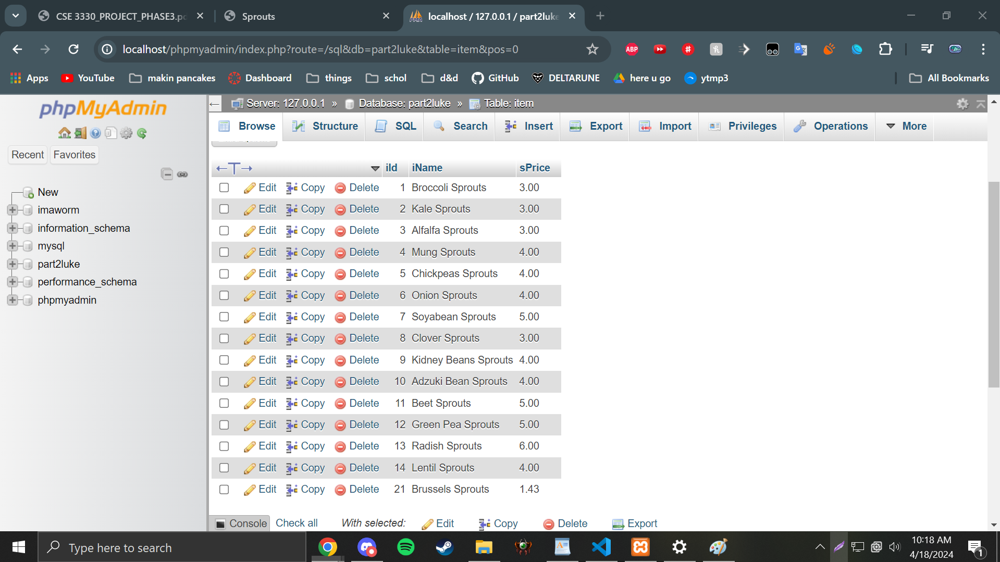 CSE 3330_PROJECT_PHASE3.pd
Sprouts
localhost / 127.0.0.1 / part2luke
localhost/phpmyadmin/index.php?route=/sql&db=part2luke&table=item&pos=0
ABP
Apps
YouTube
makin pancakes
Dashboard
things
schol
d&d
GitHub
DELTARUNE
here u go
ytmp3
All Bookmarks
phpMyAdmin
Recent
Favorites
New
imaworm
information_schema
mysql
part2luke
performance_schema
phpmyadmin
Server: 127.0.0.1 » Database: part2luke » Table: item
Browse Structure SQL Search Insert Export Import Privileges Operations More
←T→ iId iName sPrice
Edit Copy Delete 1 Broccoli Sprouts 3.00
Edit Copy Delete 2 Kale Sprouts 3.00
Edit Copy Delete 3 Alfalfa Sprouts 3.00
Edit Copy Delete 4 Mung Sprouts 4.00
Edit Copy Delete 5 Chickpeas Sprouts 4.00
Edit Copy Delete 6 Onion Sprouts 4.00
Edit Copy Delete 7 Soyabean Sprouts 5.00
Edit Copy Delete 8 Clover Sprouts 3.00
Edit Copy Delete 9 Kidney Beans Sprouts 4.00
Edit Copy Delete 10 Adzuki Bean Sprouts 4.00
Edit Copy Delete 11 Beet Sprouts 5.00
Edit Copy Delete 12 Green Pea Sprouts 5.00
Edit Copy Delete 13 Radish Sprouts 6.00
Edit Copy Delete 14 Lentil Sprouts 4.00
Edit Copy Delete 21 Brussels Sprouts 1.43
Console Check all With selected: Edit Copy Delete Export
Type here to search
10:18 AM
4/18/2024
1